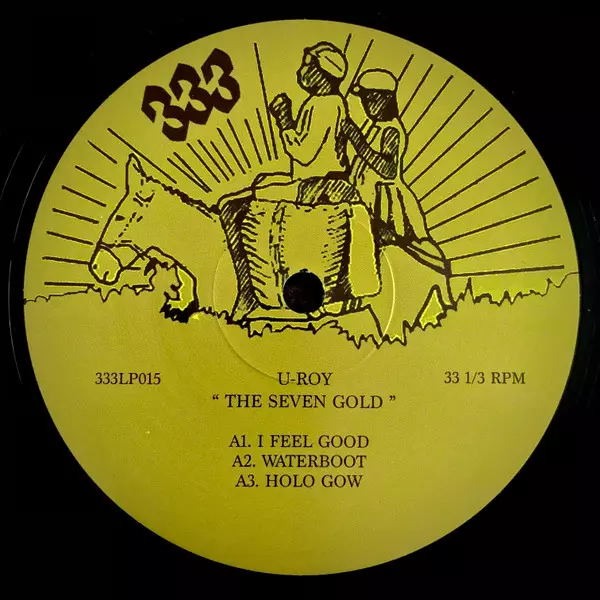 333
333LP015
U-ROY
33 1/3 RPM
“ THE SEVEN GOLD ”
A1. I FEEL GOOD
A2. WATERBOOT
A3. HOLO GOW